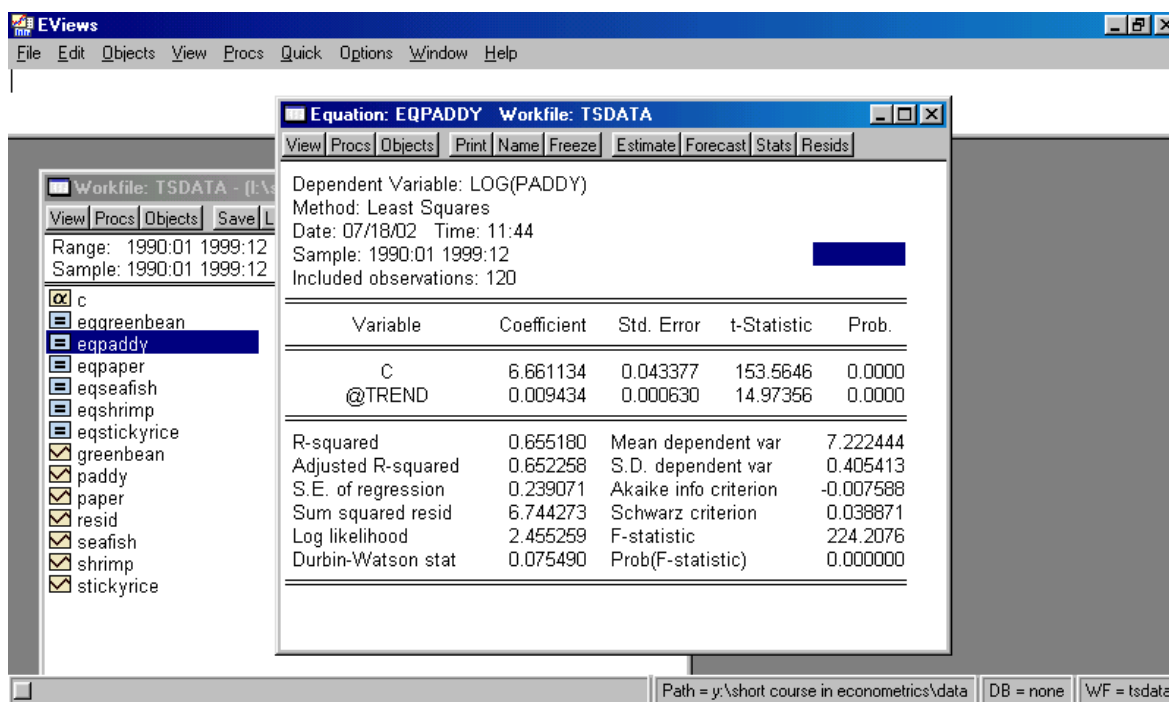 EViews
File Edit Objects View Procs Quick Options Window Help
Equation: EQPADDY Workfile: TSDATA
View Procs Objects Print Name Freeze Estimate Forecast Stats Resids
Dependent Variable: LOG(PADDY)
Method: Least Squares
Date: 07/18/02 Time: 11:44
Sample: 1990:01 1999:12
Included observations: 120
Variable Coefficient Std. Error t-Statistic Prob.
C 6.661134 0.043377 153.5646 0.0000
@TREND 0.009434 0.000630 14.97356 0.0000
R-squared 0.655180 Mean dependent var 7.222444
Adjusted R-squared 0.652258 S.D. dependent var 0.405413
S.E. of regression 0.239071 Akaike info criterion -0.007588
Sum squared resid 6.744273 Schwarz criterion 0.038871
Log likelihood 2.455259 F-statistic 224.2076
Durbin-Watson stat 0.075490 Prob(F-statistic) 0.000000
Workfile: TSDATA - (I:\s
View Procs Objects Save L
Range: 1990:01 1999:12
Sample: 1990:01 1999:12
c
eqgreenbean
eqpaddy
eqpaper
eqseafish
eqshrimp
eqstickyrice
greenbean
paddy
paper
resid
seafish
shrimp
stickyrice
Path = y:\short course in econometrics\data DB = none WF = tsdata